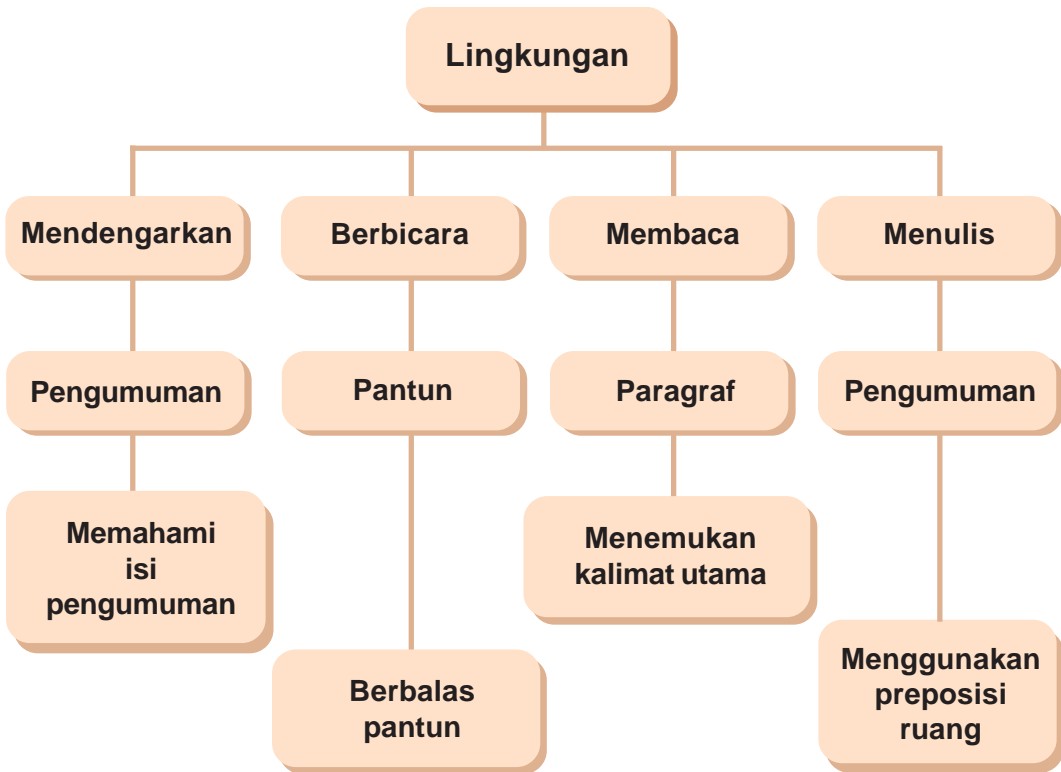 Lingkungan
Mendengarkan
Berbicara
Membaca
Menulis
Pengumuman
Pantun
Paragraf
Pengumuman
Memahami
isi
pengumuman
Menemukan
kalimat utama
Berbalas
pantun
Menggunakan
preposisi
ruang